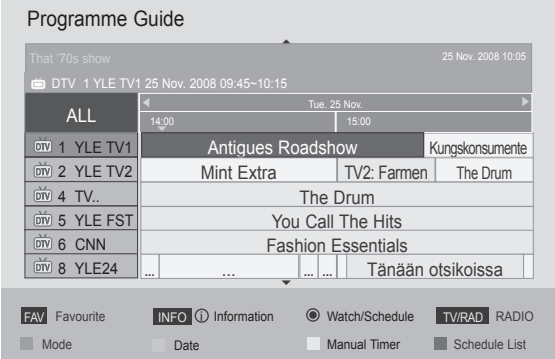 Programme Guide
That '70s show 25 Nov. 2008 10:05
DTV 1 YLE TV1 25 Nov. 2008 09:45~10:15
ALL
Tue. 25 Nov.
14:00 15:00
DTV 1 YLE TV1 Antigues Roadshow Kungskonsumente
DTV 2 YLE TV2 Mint Extra TV2: Farmen The Drum
DTV 4 TV.. The Drum
DTV 5 YLE FST You Call The Hits
DTV 6 CNN Fashion Essentials
DTV 8 YLE24 ... ... ... ... Tänään otsikoissa
FAV Favourite INFO i Information Watch/Schedule TV/RAD RADIO
Mode Date Manual Timer Schedule List